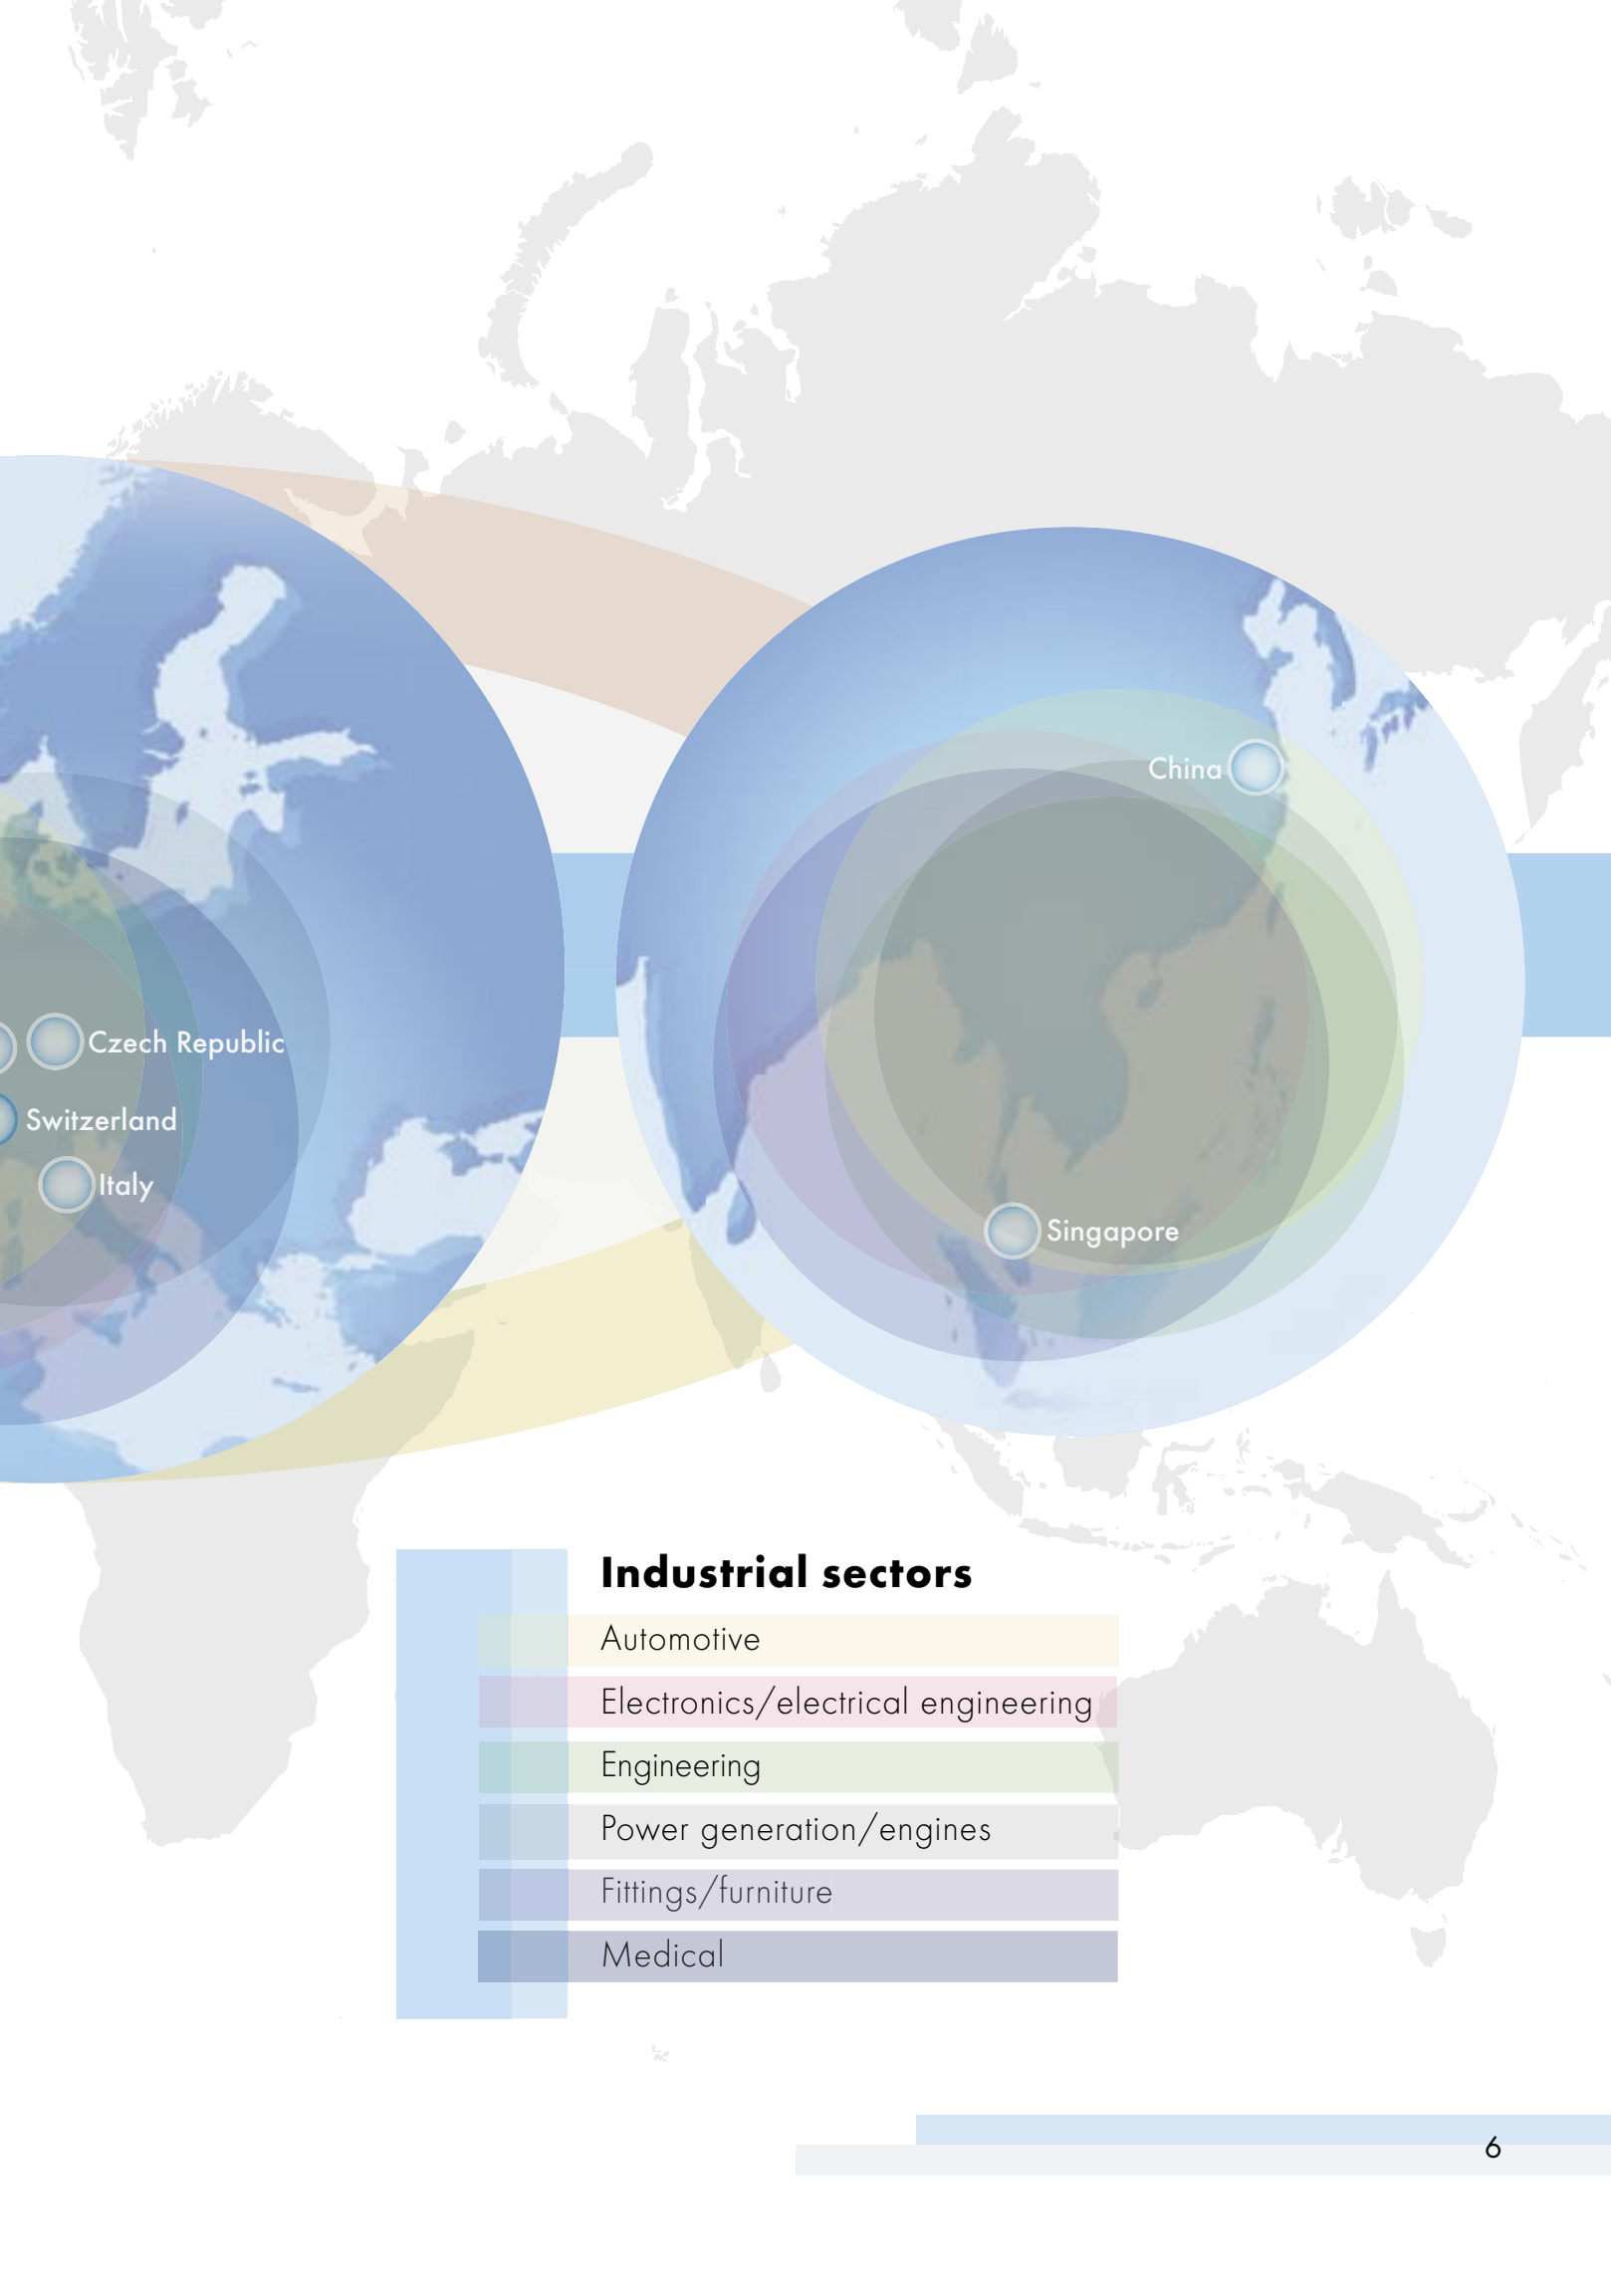 China
Czech Republic
Switzerland
Italy
Singapore
Industrial sectors
Automotive
Electronics/electrical engineering
Engineering
Power generation/engines
Fittings/furniture
Medical
6